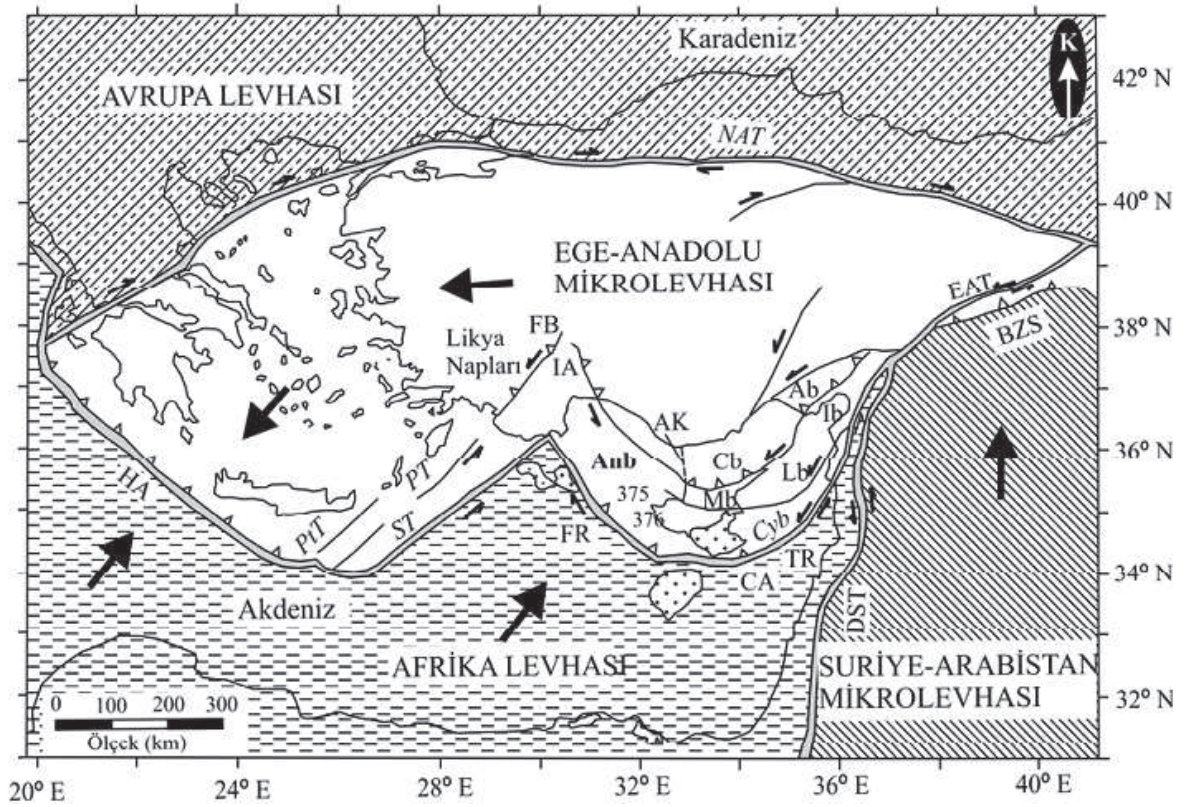 Karadeniz
K
AVRUPA LEVHASI
NAT
42° N
40° N
38° N
36° N
34° N
32° N
EGE-ANADOLU
MİKROLEVHASI
EAT
BZS
Likya
Napları
FB
IA
AK
Ab
Ib
Cb
Lb
Anb
Mb
375
376
Cyb
HA
PT
PtT
ST
FR
TR
CA
DST
Akdeniz
AFRİKA LEVHASI
SURİYE-ARABİSTAN
MİKROLEVHASI
0 100 200 300
Ölçek (km)
20° E 24° E 28° E 30° E 32° E 36° E 40° E